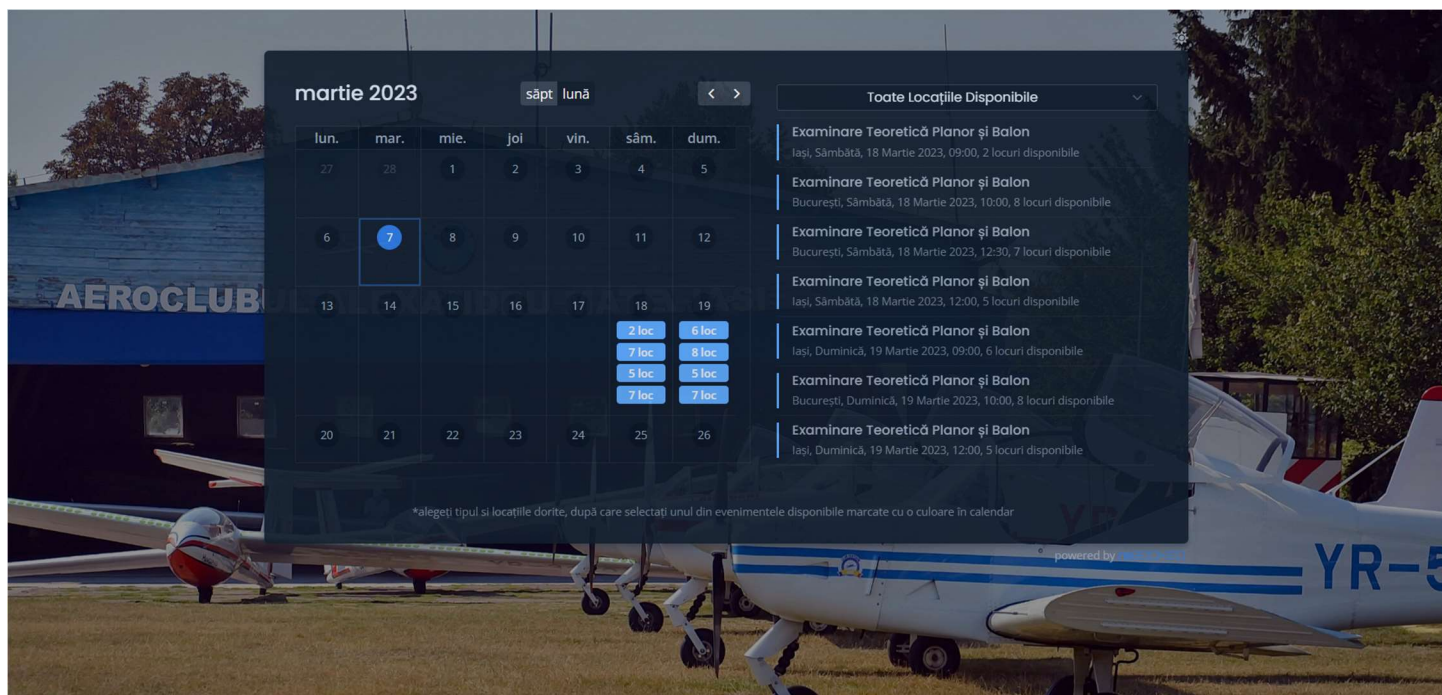 martie 2023
săpt lună
lun. mar. mie. joi vin. sâm. dum.
27 28 1 2 3 4 5
6 7 8 9 10 11 12
13 14 15 16 17 18 19
2 loc 6 loc
7 loc 8 loc
5 loc 5 loc
7 loc 7 loc
20 21 22 23 24 25 26
Toate Locațiile Disponibile
Examinare Teoretică Planor și Balon
Iași, Sâmbătă, 18 Martie 2023, 09:00, 2 locuri disponibile
Examinare Teoretică Planor și Balon
București, Sâmbătă, 18 Martie 2023, 10:00, 8 locuri disponibile
Examinare Teoretică Planor și Balon
București, Sâmbătă, 18 Martie 2023, 12:30, 7 locuri disponibile
Examinare Teoretică Planor și Balon
Iași, Sâmbătă, 18 Martie 2023, 12:00, 5 locuri disponibile
Examinare Teoretică Planor și Balon
Iași, Duminică, 19 Martie 2023, 09:00, 6 locuri disponibile
Examinare Teoretică Planor și Balon
București, Duminică, 19 Martie 2023, 10:00, 8 locuri disponibile
Examinare Teoretică Planor și Balon
Iași, Duminică, 19 Martie 2023, 12:00, 5 locuri disponibile
*alegeți tipul si locațiile dorite, după care selectați unul din evenimentele disponibile marcate cu o culoare în calendar
powered by
AEROCLUBUL
YR-5